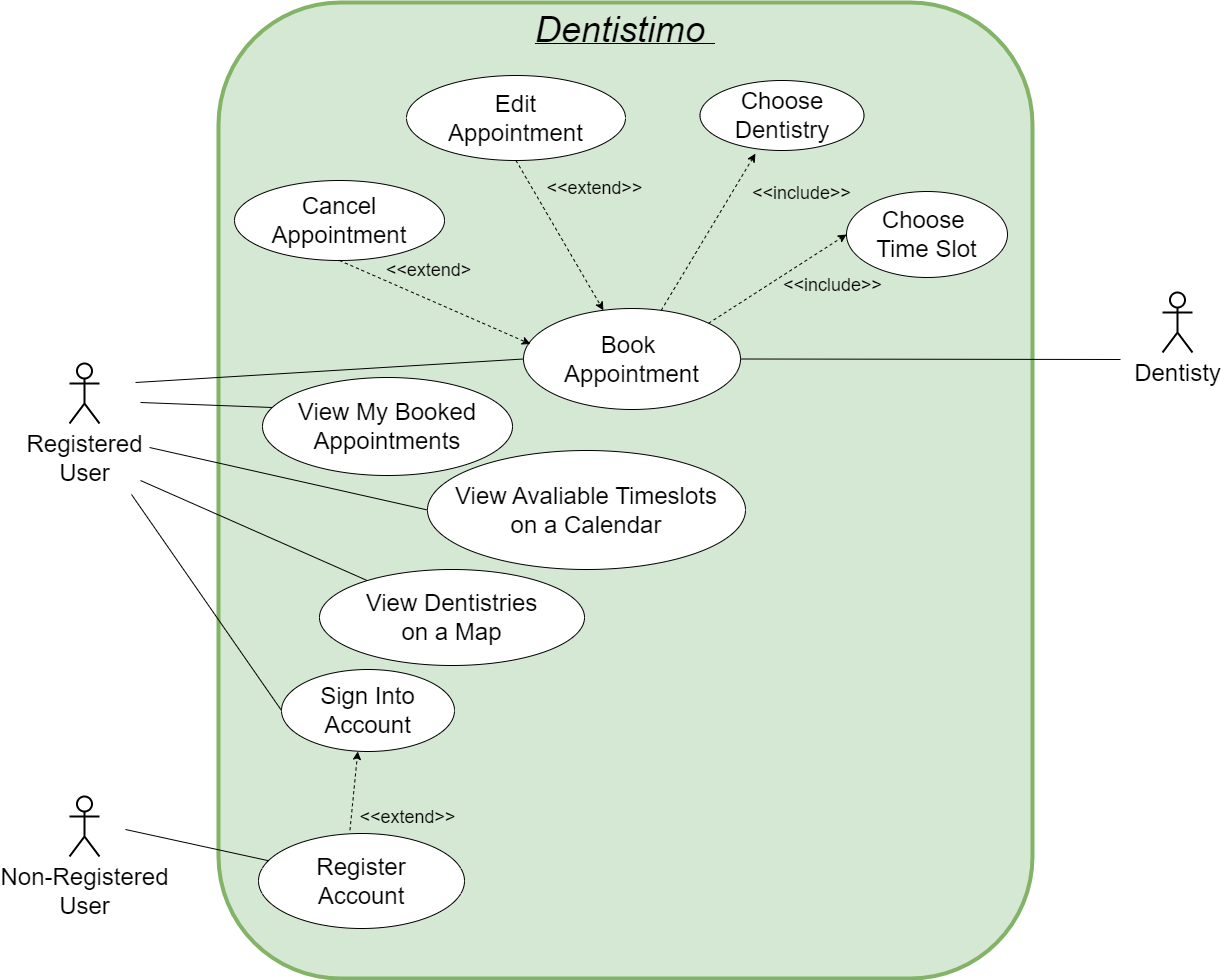 Dentistimo
Edit
Appointment
Choose
Dentistry
<<extend>>
<<include>>
Cancel
Appointment
Choose
Time Slot
<<extend>
<<include>>
Book
Appointment
Dentisty
Registered
User
View My Booked
Appointments
View Avaliable Timeslots
on a Calendar
View Dentistries
on a Map
Sign Into
Account
<<extend>>
Register
Account
Non-Registered
User